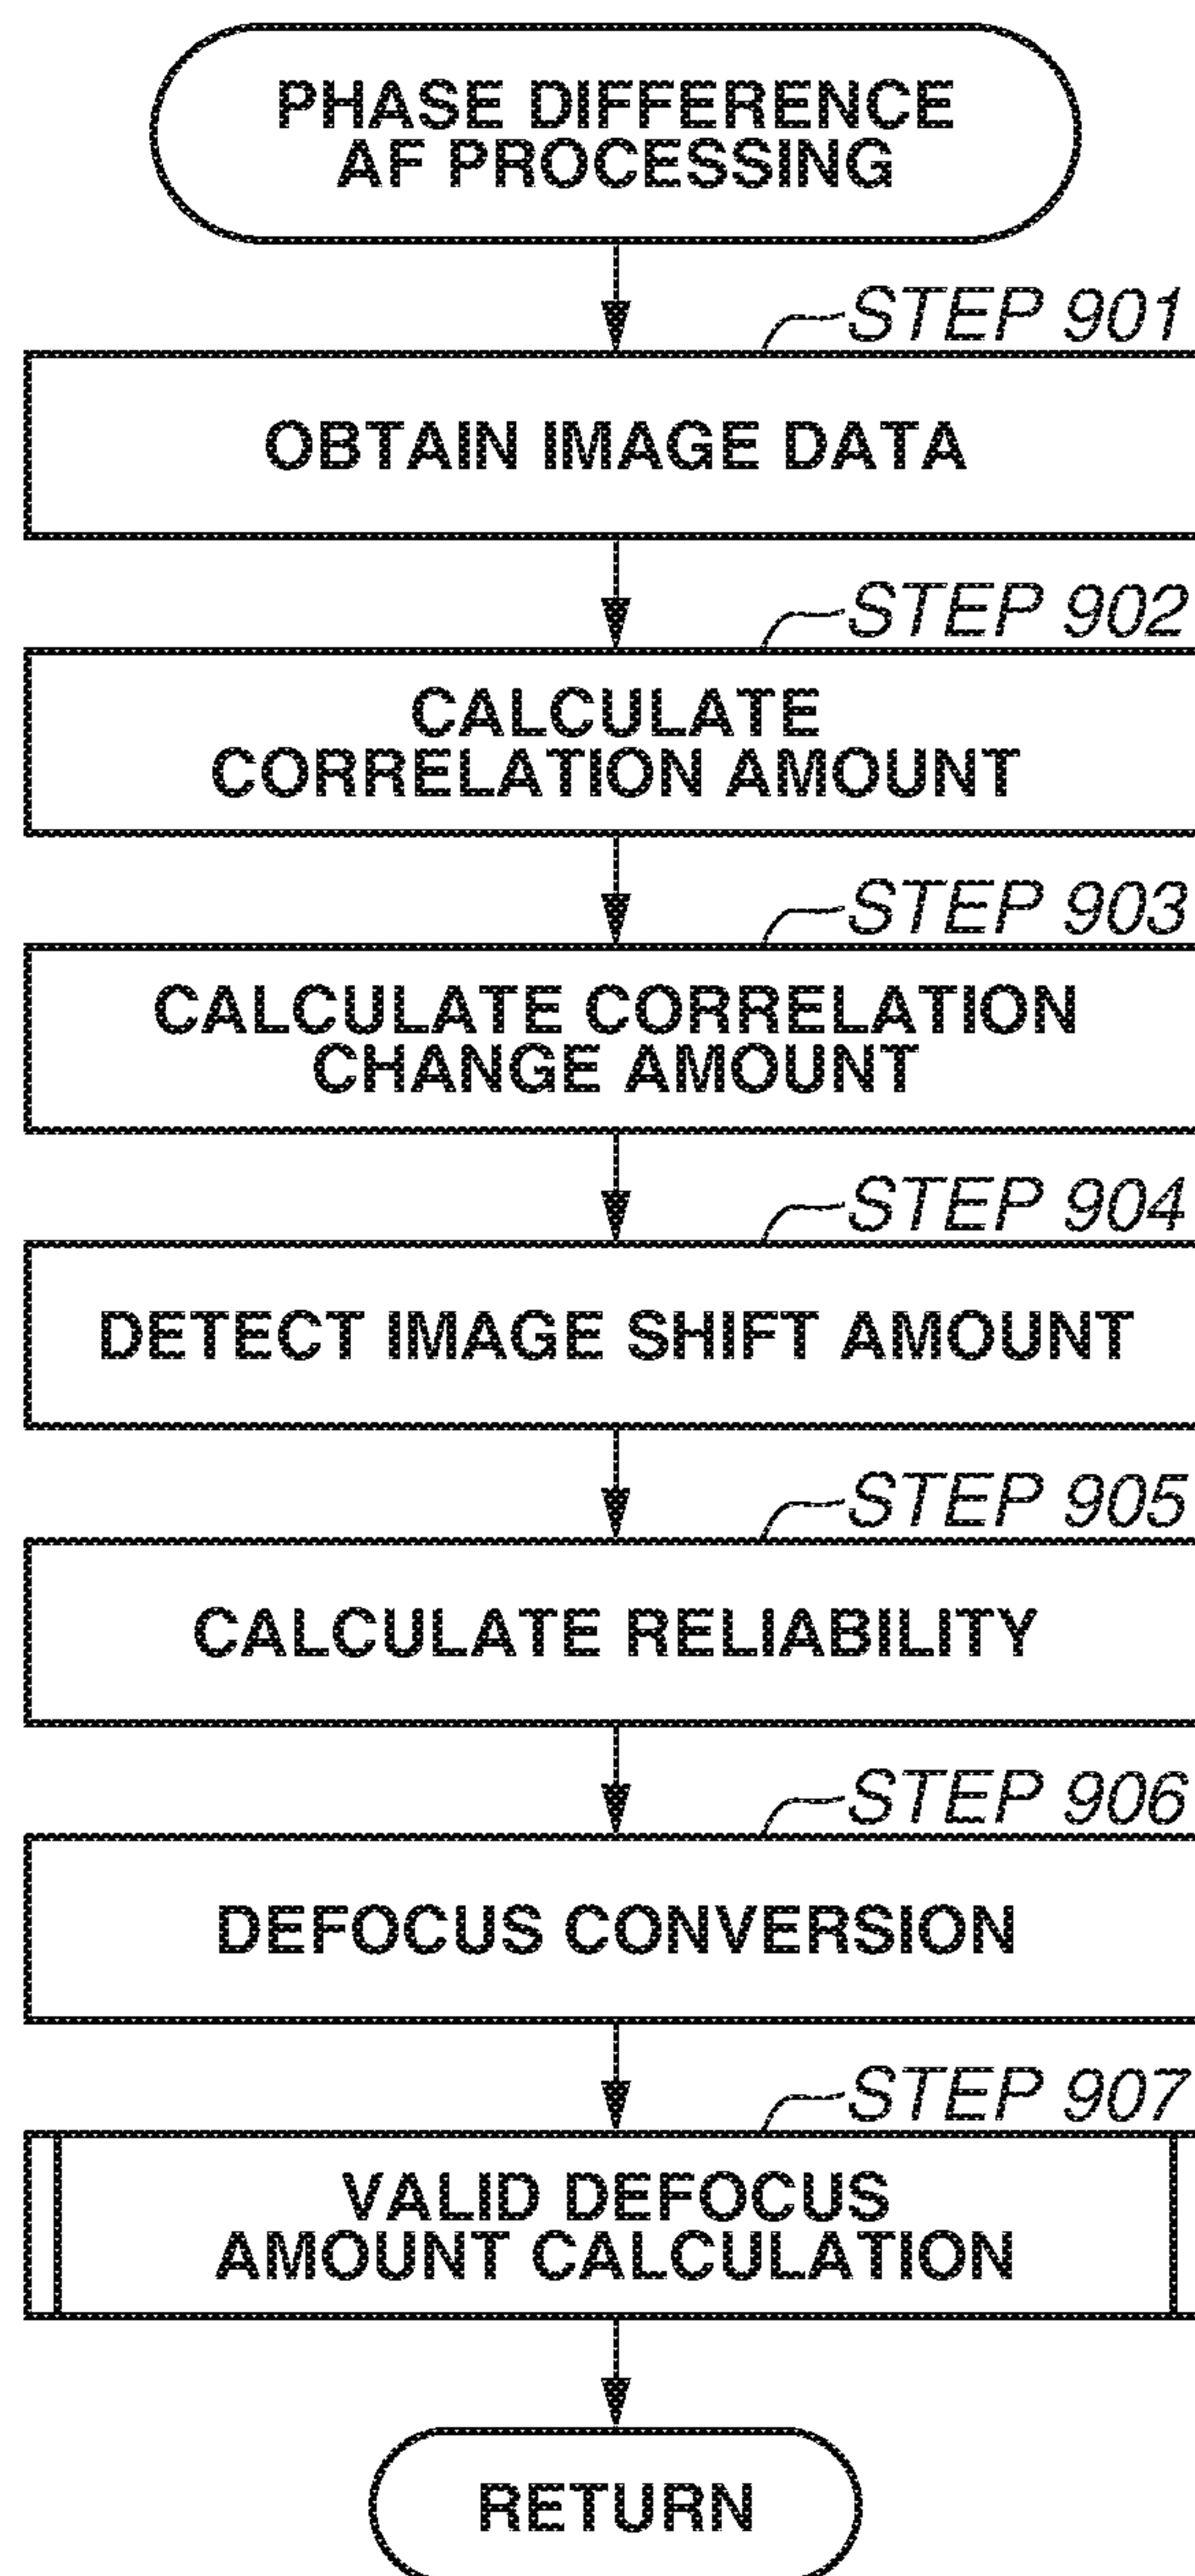 PHASE DIFFERENCE
AF PROCESSING
STEP 901
OBTAIN IMAGE DATA
STEP 902
CALCULATE
CORRELATION AMOUNT
STEP 903
CALCULATE CORRELATION
CHANGE AMOUNT
STEP 904
DETECT IMAGE SHIFT AMOUNT
STEP 905
CALCULATE RELIABILITY
STEP 906
DEFOCUS CONVERSION
STEP 907
VALID DEFOCUS
AMOUNT CALCULATION
RETURN